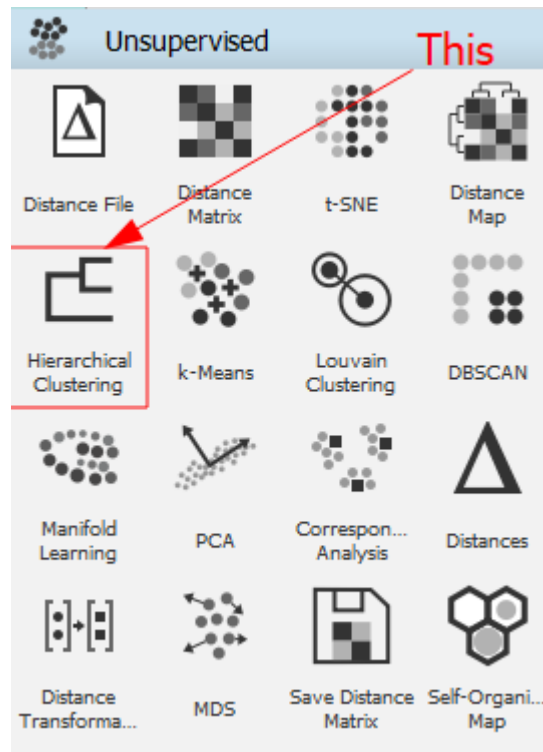 Unsupervised
This
Distance File
Distance
Matrix
t-SNE
Distance
Map
Hierarchical
Clustering
k-Means
Louvain
Clustering
DBSCAN
Manifold
Learning
PCA
Correspon...
Analysis
Distances
Distance
Transforma...
MDS
Save Distance
Matrix
Self-Organi...
Map